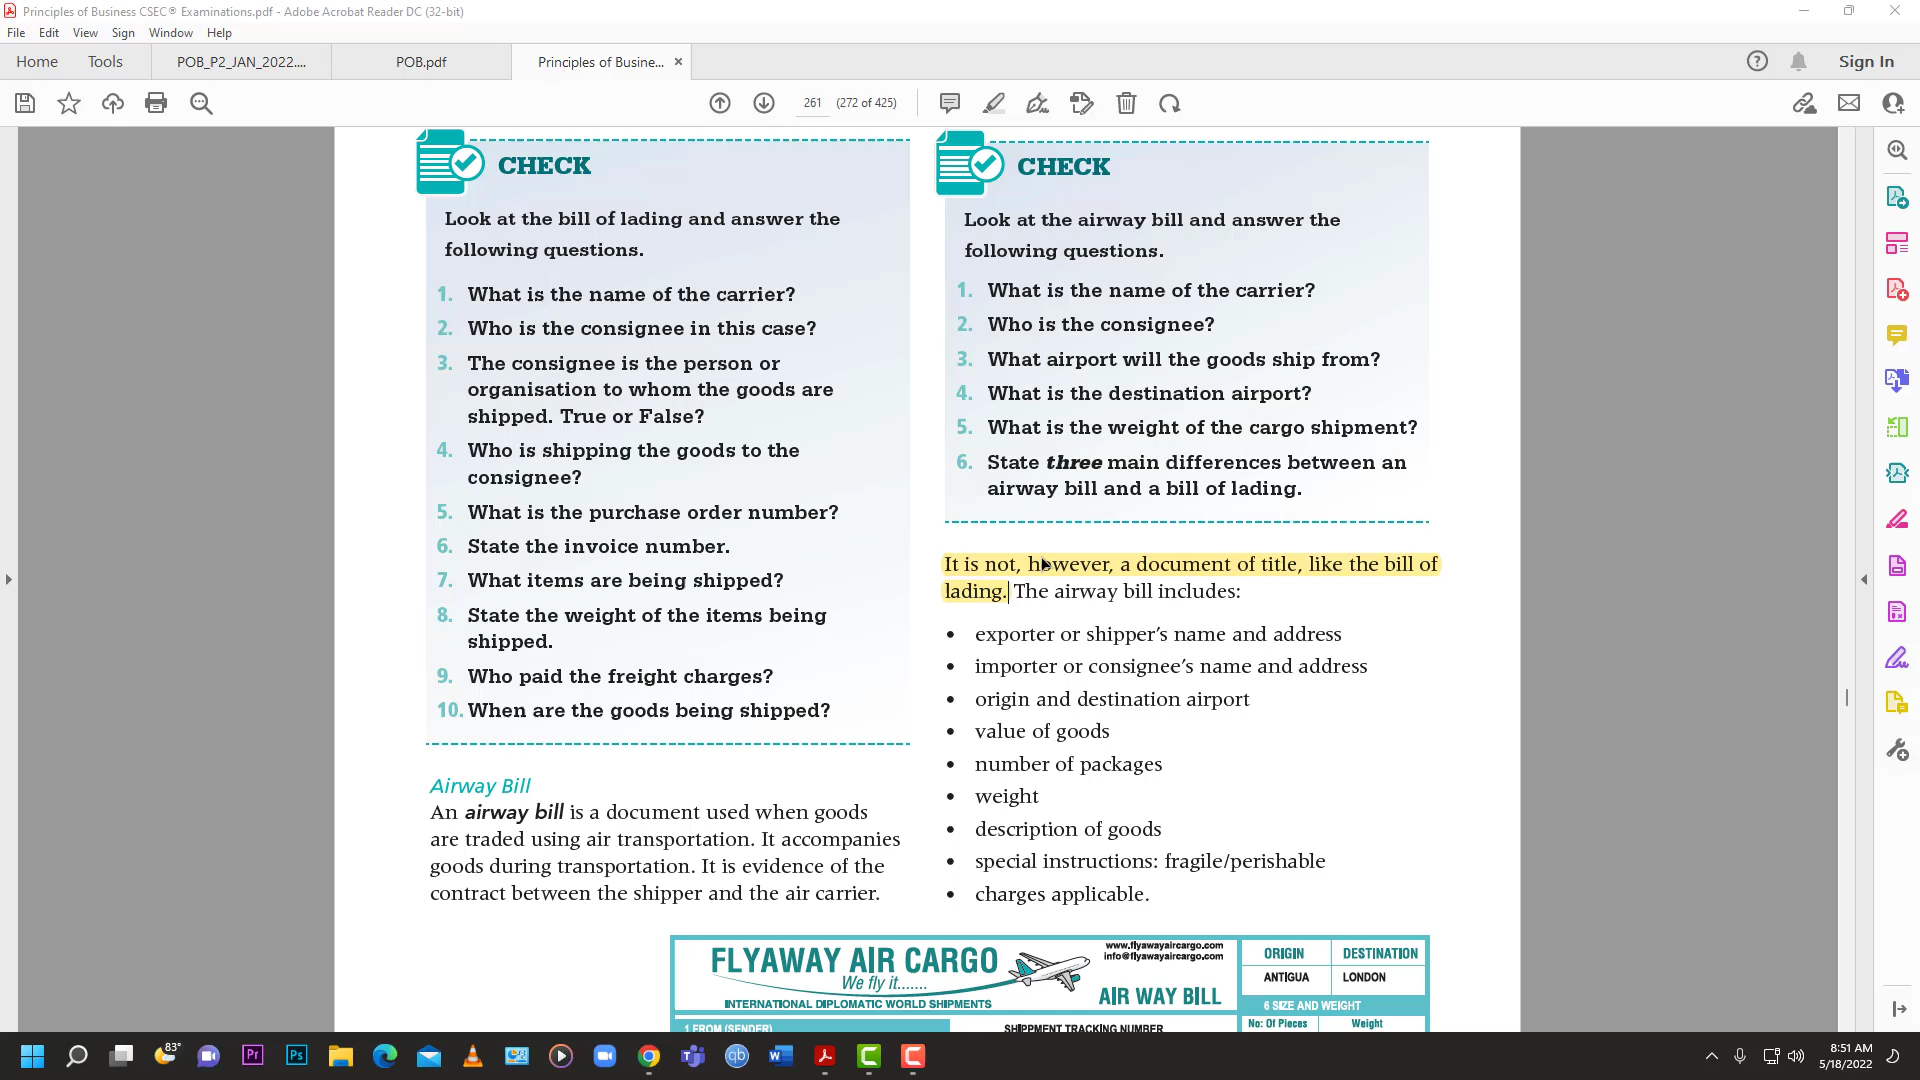 Principles of Business CSEC® Examinations.pdf - Adobe Acrobat Reader DC (32-bit)
File Edit View Sign Window Help
Home Tools POB_P2_JAN_2022.... POB.pdf Principles of Busine... Sign In
261 (272 of 425)
CHECK
Look at the bill of lading and answer the
following questions.
1. What is the name of the carrier?
2. Who is the consignee in this case?
3. The consignee is the person or
organisation to whom the goods are
shipped. True or False?
4. Who is shipping the goods to the
consignee?
5. What is the purchase order number?
6. State the invoice number.
7. What items are being shipped?
8. State the weight of the items being
shipped.
9. Who paid the freight charges?
10. When are the goods being shipped?
Airway Bill
An airway bill is a document used when goods
are traded using air transportation. It accompanies
goods during transportation. It is evidence of the
contract between the shipper and the air carrier.
CHECK
Look at the airway bill and answer the
following questions.
1. What is the name of the carrier?
2. Who is the consignee?
3. What airport will the goods ship from?
4. What is the destination airport?
5. What is the weight of the cargo shipment?
6. State three main differences between an
airway bill and a bill of lading.
It is not, however, a document of title, like the bill of
lading. The airway bill includes:
• exporter or shipper's name and address
• importer or consignee's name and address
• origin and destination airport
• value of goods
• number of packages
• weight
• description of goods
• special instructions: fragile/perishable
• charges applicable.
FLYAWAY AIR CARGO
We fly it.......
INTERNATIONAL DIPLOMATIC WORLD SHIPMENTS
www.flyawayaircargo.com
info@flyawayaircargo.com
AIR WAY BILL
ORIGIN DESTINATION
ANTIGUA LONDON
6 SIZE AND WEIGHT
No: Of Pieces Weight
1 FROM (SENDER) SHIPPMENT TRACKING NUMBER
83°
Pr Ps qb W
8:51 AM
5/18/2022